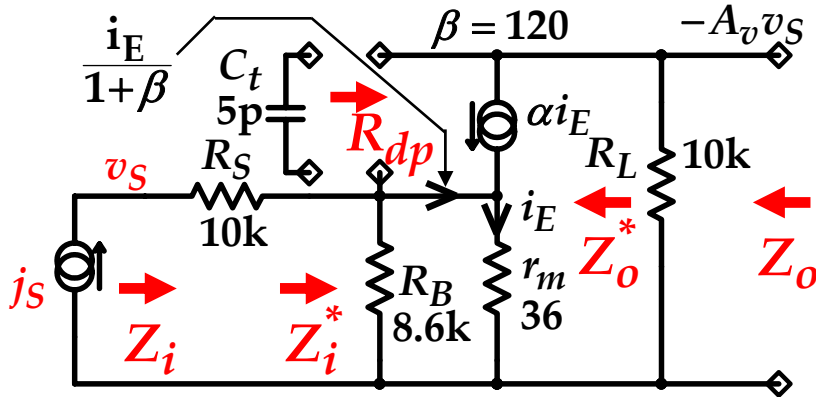 i_E
1+β
C_t
5p
β = 120
−A_v v_S
αi_E
R_dp
R_S
10k
v_S
R_L
10k
j_S
Z_i
Z_i^*
R_B
8.6k
i_E
r_m
36
Z_o^*
Z_o